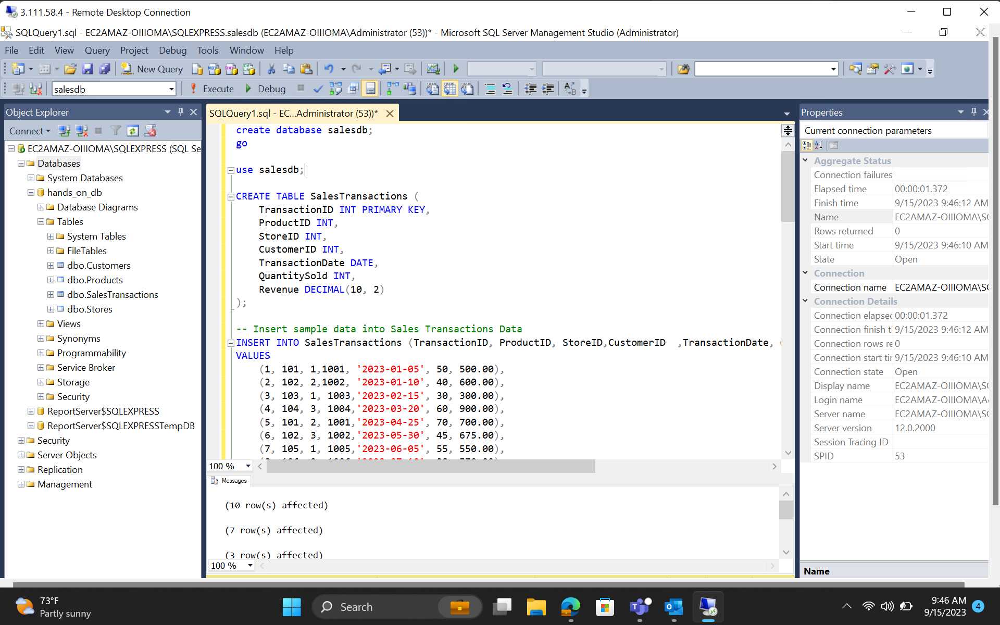 3.111.58.4 - Remote Desktop Connection
SQLQuery1.sql - EC2AMAZ-OIIIOMA\SQLEXPRESS.salesdb (EC2AMAZ-OIIIOMA\Administrator (53))* - Microsoft SQL Server Management Studio (Administrator)
File Edit View Query Project Debug Tools Window Help
New Query
salesdb Execute Debug
Object Explorer
Connect
EC2AMAZ-OIIIOMA\SQLEXPRESS (SQL Se
Databases
System Databases
hands_on_db
Database Diagrams
Tables
System Tables
FileTables
dbo.Customers
dbo.Products
dbo.SalesTransactions
dbo.Stores
Views
Synonyms
Programmability
Service Broker
Storage
Security
ReportServer$SQLEXPRESS
ReportServer$SQLEXPRESSTempDB
Security
Server Objects
Replication
Management
SQLQuery1.sql - EC...Administrator (53))*
create database salesdb;
go
use salesdb;
CREATE TABLE SalesTransactions (
TransactionID INT PRIMARY KEY,
ProductID INT,
StoreID INT,
CustomerID INT,
TransactionDate DATE,
QuantitySold INT,
Revenue DECIMAL(10, 2)
);
-- Insert sample data into Sales Transactions Data
INSERT INTO SalesTransactions (TransactionID, ProductID, StoreID,CustomerID ,TransactionDate,
VALUES
(1, 101, 1,1001, '2023-01-05', 50, 500.00),
(2, 102, 2,1002, '2023-01-10', 40, 600.00),
(3, 103, 1, 1003,'2023-02-15', 30, 300.00),
(4, 104, 3, 1004,'2023-03-20', 60, 900.00),
(5, 101, 2, 1001,'2023-04-25', 70, 700.00),
(6, 102, 3, 1002,'2023-05-30', 45, 675.00),
(7, 105, 1, 1005,'2023-06-05', 55, 550.00),
100 %
Messages
(10 row(s) affected)
(7 row(s) affected)
(3 row(s) affected)
100 %
Properties
Current connection parameters
Aggregate Status
Connection failures
Elapsed time 00:00:01.372
Finish time 9/15/2023 9:46:12 AM
Name EC2AMAZ-OIIIOMA\S
Rows returned 0
Start time 9/15/2023 9:46:10 AM
State Open
Connection
Connection name EC2AMAZ-OIIIOMA\S
Connection Details
Connection elapsed 00:00:01.372
Connection finish ti 9/15/2023 9:46:12 AM
Connection rows re 0
Connection start tir 9/15/2023 9:46:10 AM
Connection state Open
Display name EC2AMAZ-OIIIOMA\S
Login name EC2AMAZ-OIIIOMA\A
Server name EC2AMAZ-OIIIOMA\S
Server version 12.0.2000
Session Tracing ID
SPID 53
Name
73°F
Partly sunny
Search
9:46 AM
9/15/2023
4